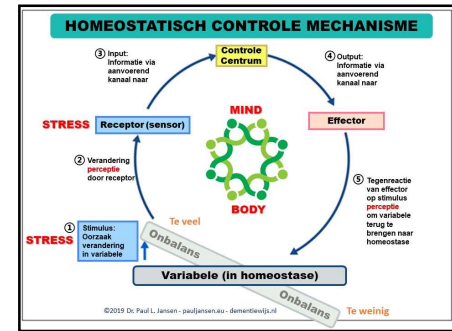 HOMEOSTATISCH CONTROLE MECHANISME
③ Input:
Informatie via
aanvoerend
kanaal naar
Controle
Centrum
④ Output:
Informatie via
aanvoerend
kanaal naar
STRESS
Receptor (sensor)
MIND
Effector
② Verandering
perceptie
door receptor
⑤ Tegenreactie
van effector
op stimulus
perceptie
om variabele
terug te
brengen naar
homeostase
BODY
① Stimulus:
Oorzaak
verandering
in variabele
STRESS
Te veel
Onbalans
Variabele (in homeostase)
Onbalans
Te weinig
©2019 Dr. Paul L. Jansen - pauljansen.eu - dementiewijs.nl